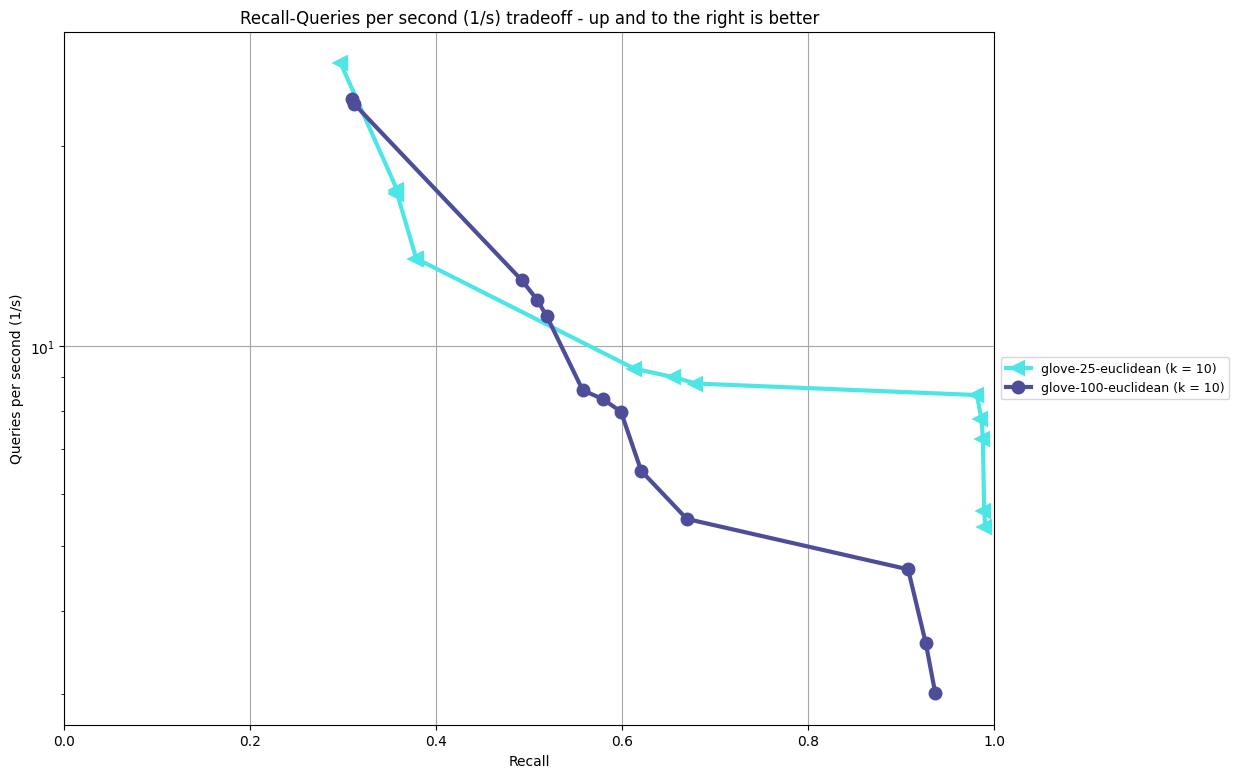 Recall-Queries per second (1/s) tradeoff - up and to the right is better
Queries per second (1/s)
10¹
0.0 0.2 0.4 0.6 0.8 1.0
Recall
glove-25-euclidean (k = 10)
glove-100-euclidean (k = 10)